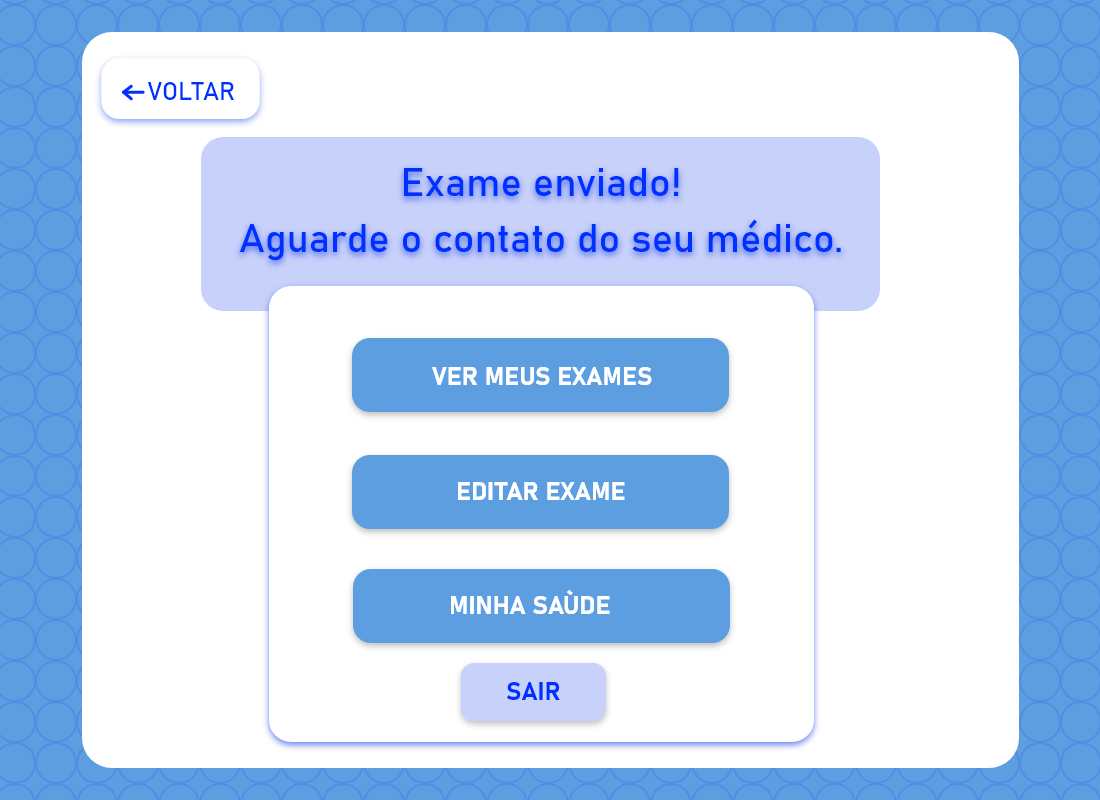 ←VOLTAR
Exame enviado!
Aguarde o contato do seu médico.
VER MEUS EXAMES
EDITAR EXAME
MINHA SAÙDE
SAIR